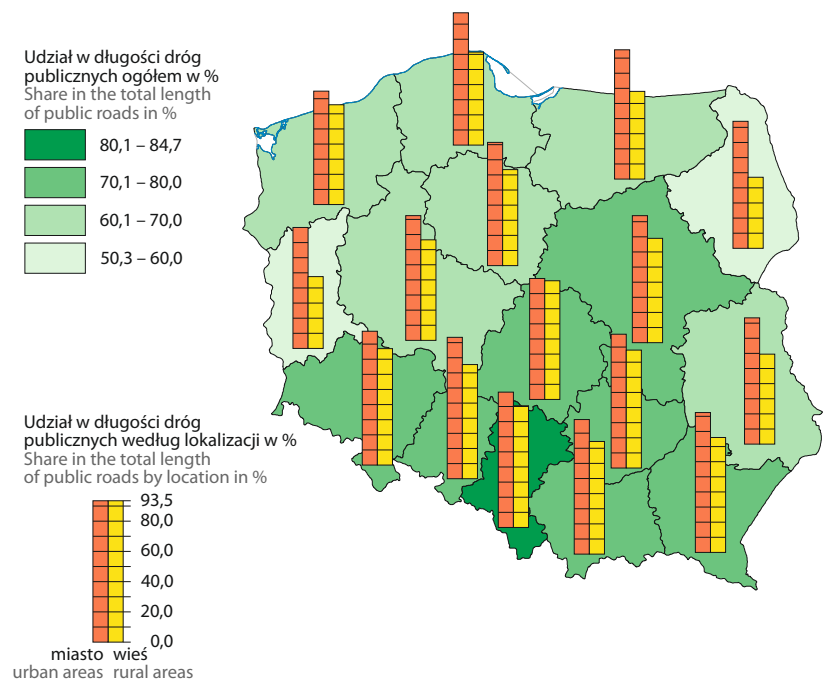 Udział w długości dróg
publicznych ogółem w %
Share in the total length
of public roads in %
80,1 – 84,7
70,1 – 80,0
60,1 – 70,0
50,3 – 60,0
Udział w długości dróg
publicznych według lokalizacji w %
Share in the total length
of public roads by location in %
93,5
80,0
60,0
40,0
20,0
0,0
miasto wieś
urban areas rural areas